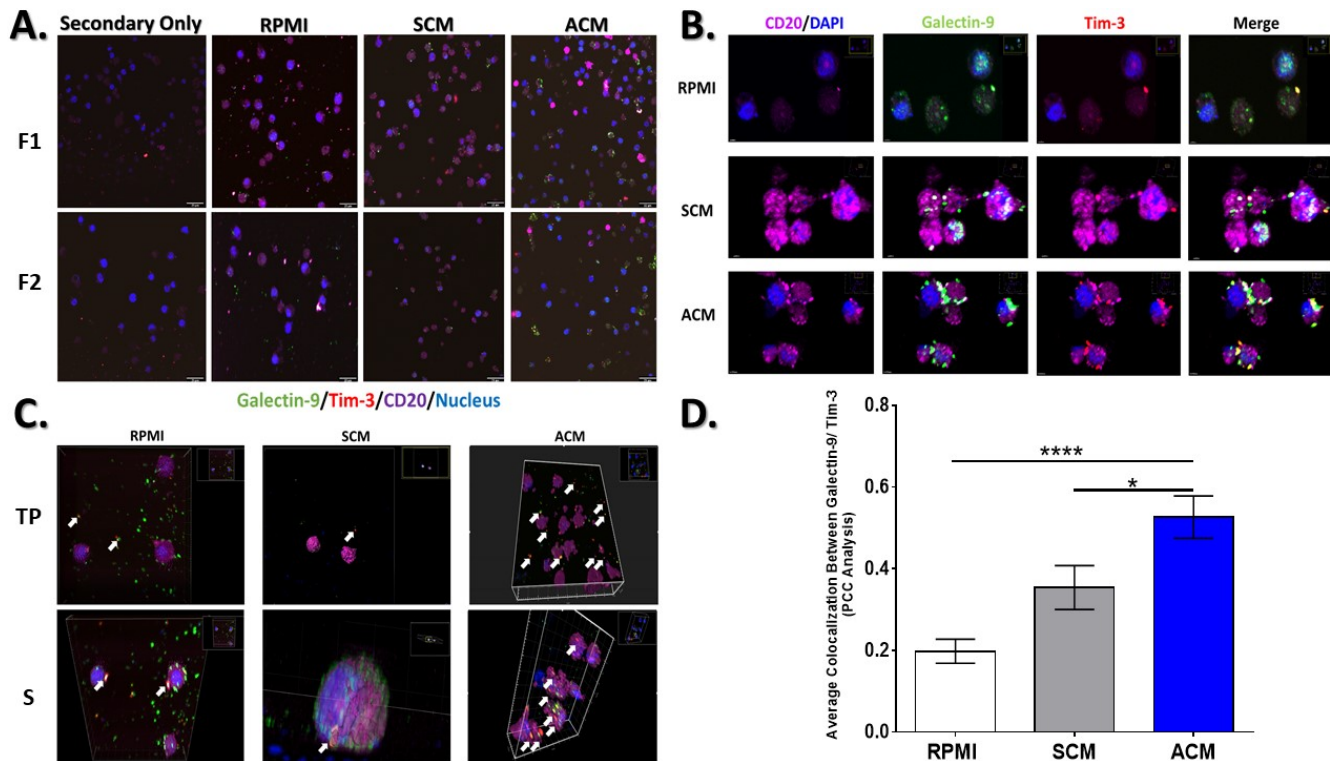 A.
Secondary Only RPMI SCM ACM
F1
F2
B.
CD20/DAPI Galectin-9 Tim-3 Merge
RPMI
SCM
ACM
Galectin-9/Tim-3/CD20/Nucleus
C.
RPMI SCM ACM
TP
S
D.
Average Colocalization Between Galectin-9/ Tim-3
(PCC Analysis)
0.8
0.6
0.4
0.2
0.0
****
*
RPMI SCM ACM